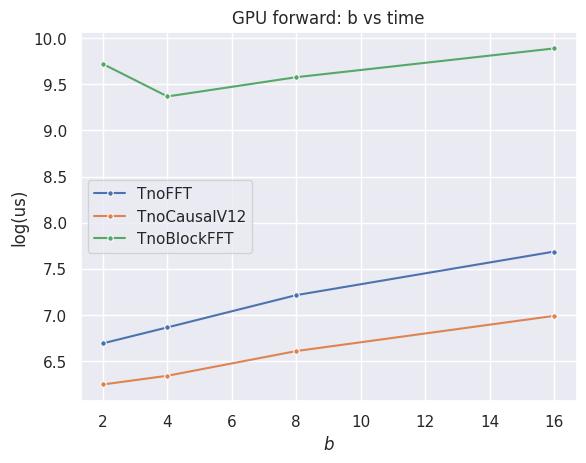 GPU forward: b vs time
log(us)
10.0
9.5
9.0
8.5
8.0
7.5
7.0
6.5
TnoFFT
TnoCausalV12
TnoBlockFFT
2 4 6 8 10 12 14 16
b